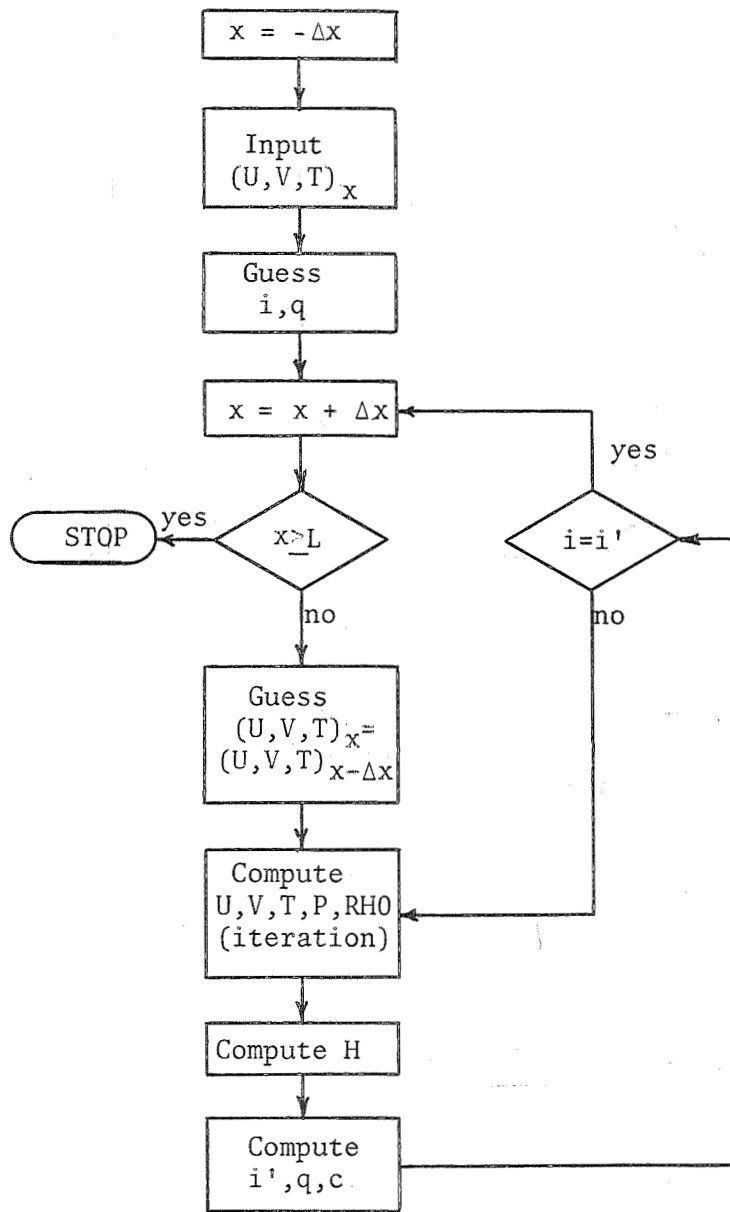 x = -Δx
Input
(U,V,T)x
Guess
i,q
x = x + Δx
yes
STOP
yes
x≥L
i=i'
no
no
Guess
(U,V,T)x=
(U,V,T)x-Δx
Compute
U,V,T,P,RHO
(iteration)
Compute H
Compute
i',q,c